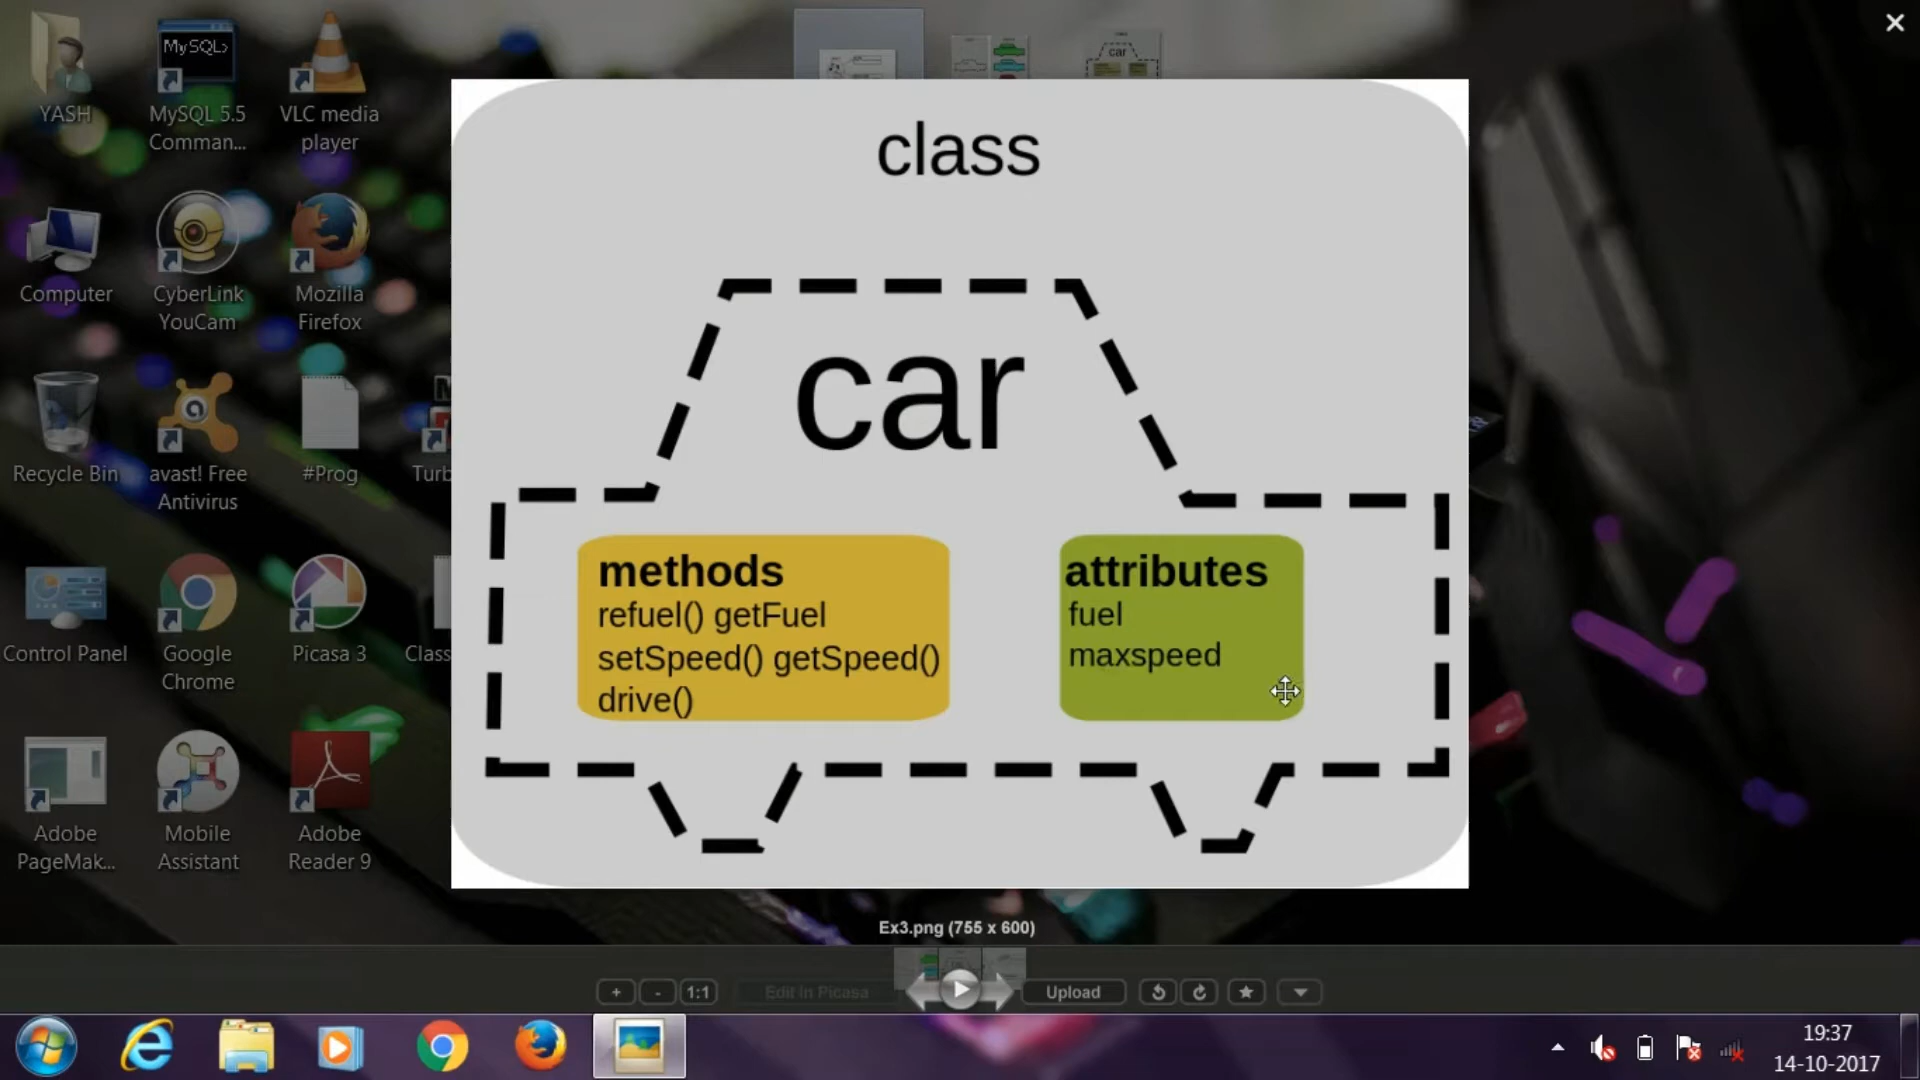 YASH
MySQL>
MySQL 5.5
Comman...
VLC media
player
Computer
CyberLink
YouCam
Mozilla
Firefox
Recycle Bin
avast! Free
Antivirus
#Prog
Turb
Control Panel
Google
Chrome
Picasa 3
Class
Adobe
PageMak...
Mobile
Assistant
Adobe
Reader 9
car
class
car
methods
refuel() getFuel
setSpeed() getSpeed()
drive()
attributes
fuel
maxspeed
Ex3.png (755 x 600)
+
-
1:1
Edit in Picasa
Upload
19:37
14-10-2017